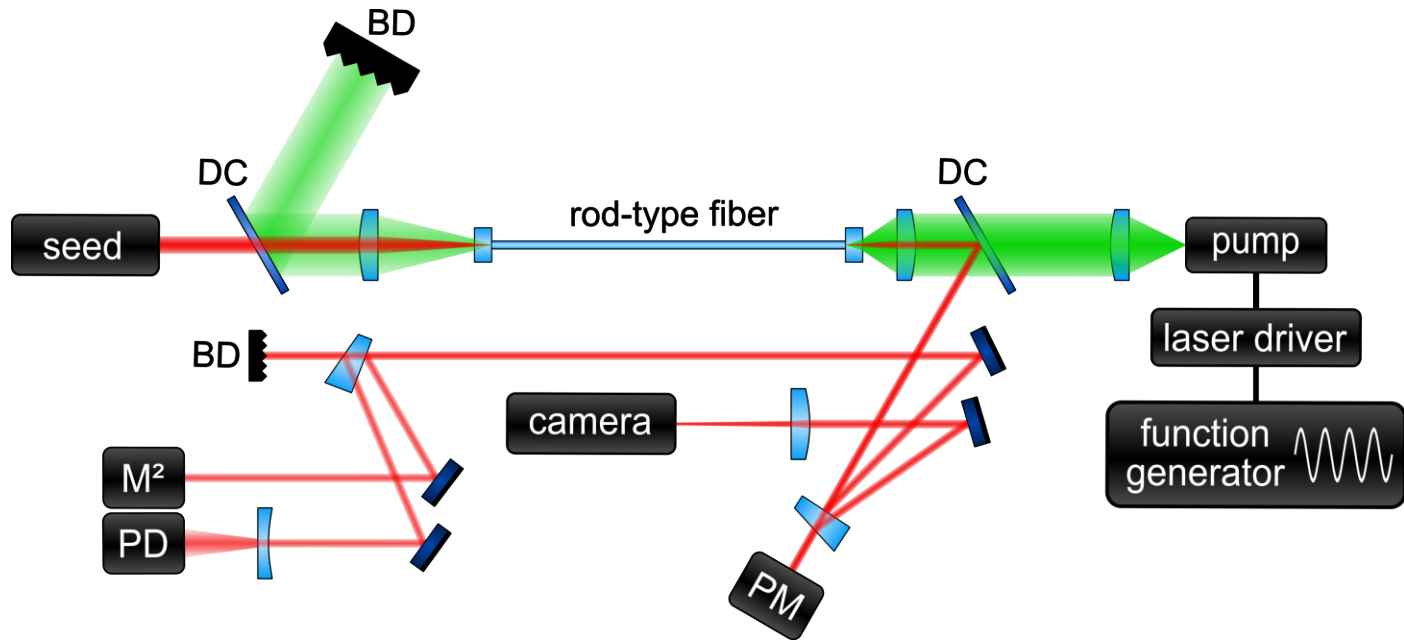 BD
DC
DC
rod-type fiber
seed
pump
laser driver
BD
camera
function
generator
M²
PD
PM